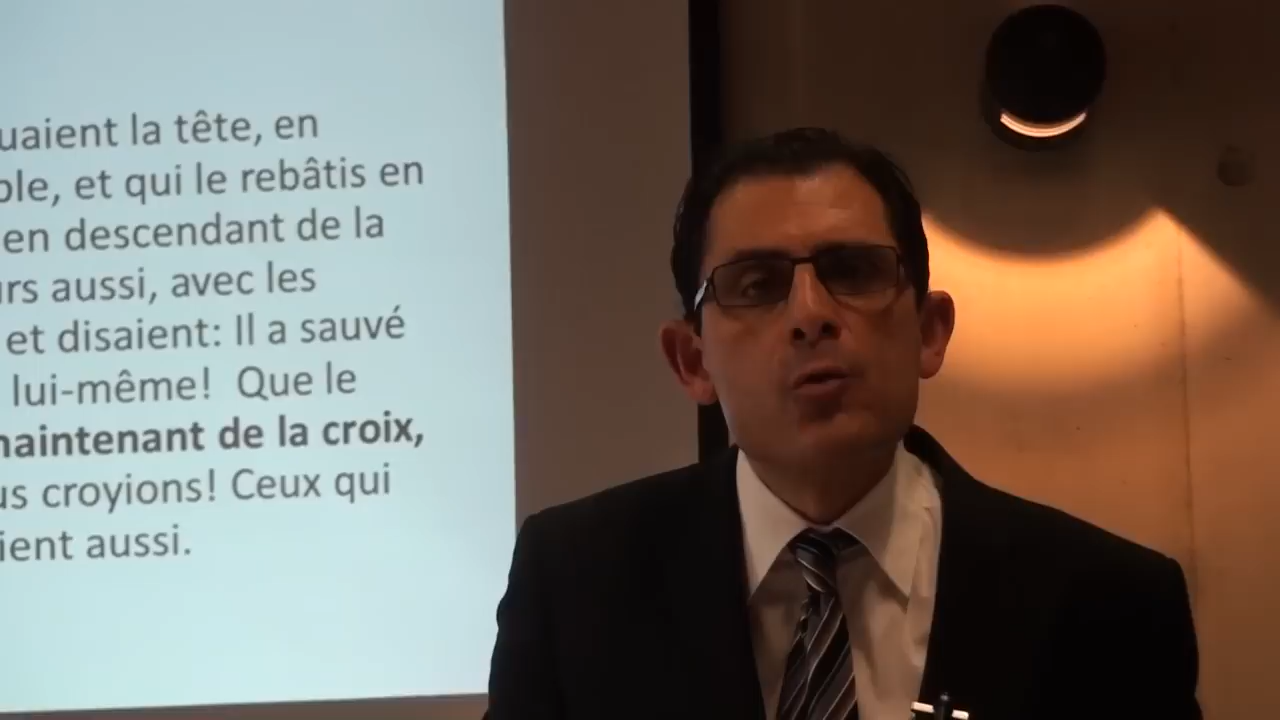 uaient la tête, en
ple, et qui le rebâtis en
en descendant de la
rs aussi, avec les
et disaient: Il a sauvé
lui-même! Que le
maintenant de la croix,
us croyions! Ceux qui
ient aussi.